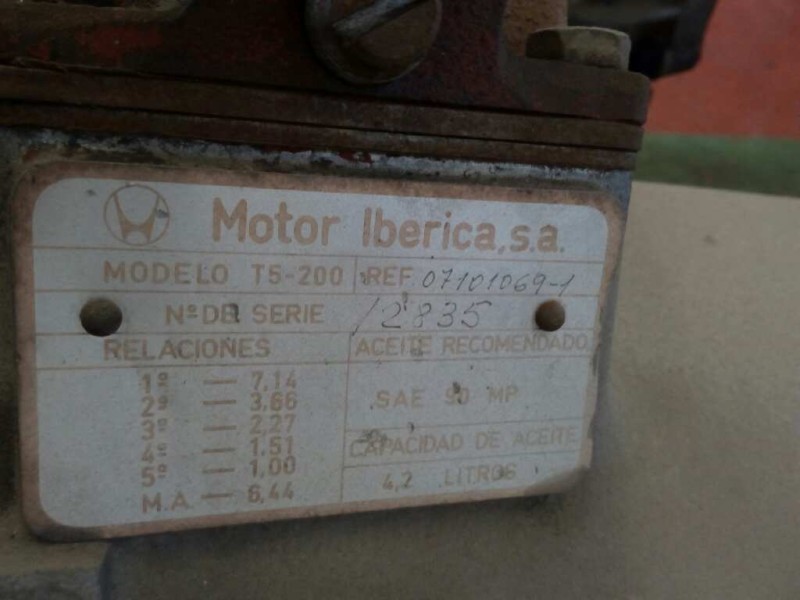 Motor Iberica, s.a.
MODELO T5-200 REF. 07101069-1
Nº DE SERIE 12835
RELACIONES
1ª — 7,14
2ª — 3,66
3ª — 2,27
4ª — 1,51
5ª — 1,00
M.A. — 6,44
ACEITE RECOMENDADO
SAE 90 MP
CAPACIDAD DE ACEITE
4,2 LITROS